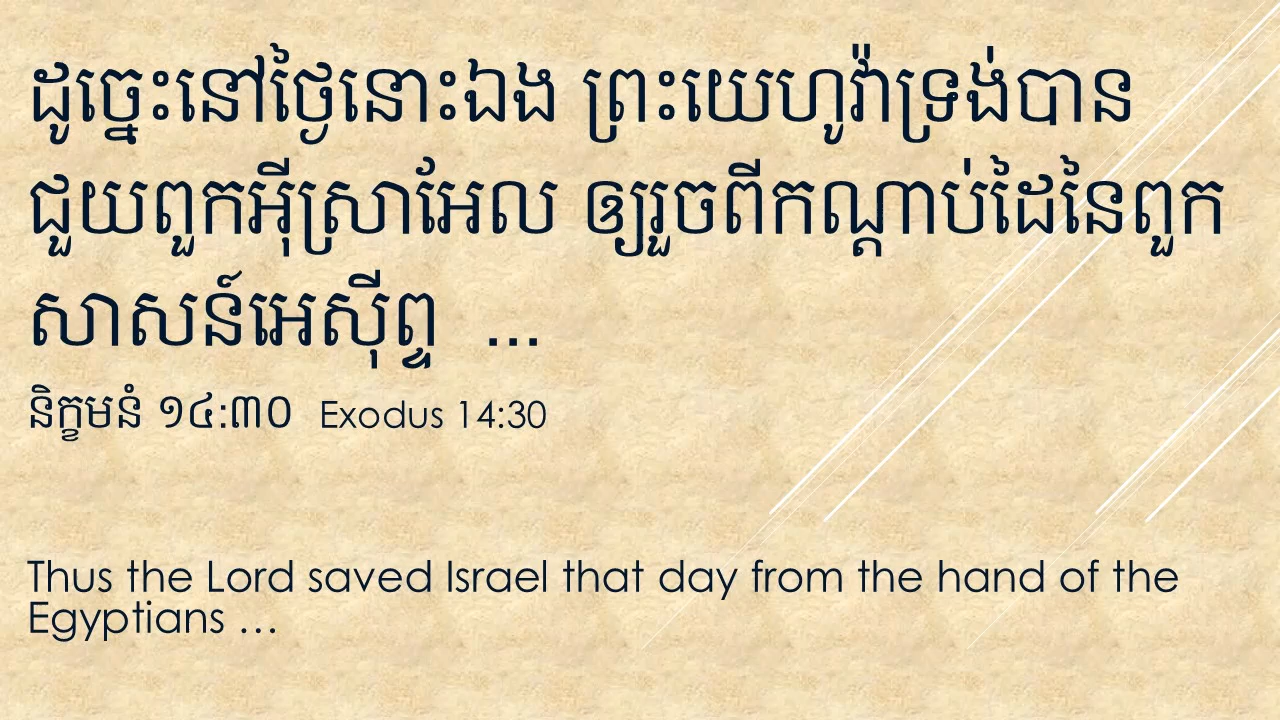 ដូច្នេះនៅថ្ងៃនោះឯង ព្រះយេហូវ៉ាទ្រង់បាន
ជួយពួកអ៊ីស្រាអែល ឲ្យរួចពីកណ្ដាប់ដៃនៃពួក
សាសន៍អេស៊ីព្ទ ...
និក្ខមនំ ១៤:៣០ Exodus 14:30
Thus the Lord saved Israel that day from the hand of the
Egyptians …